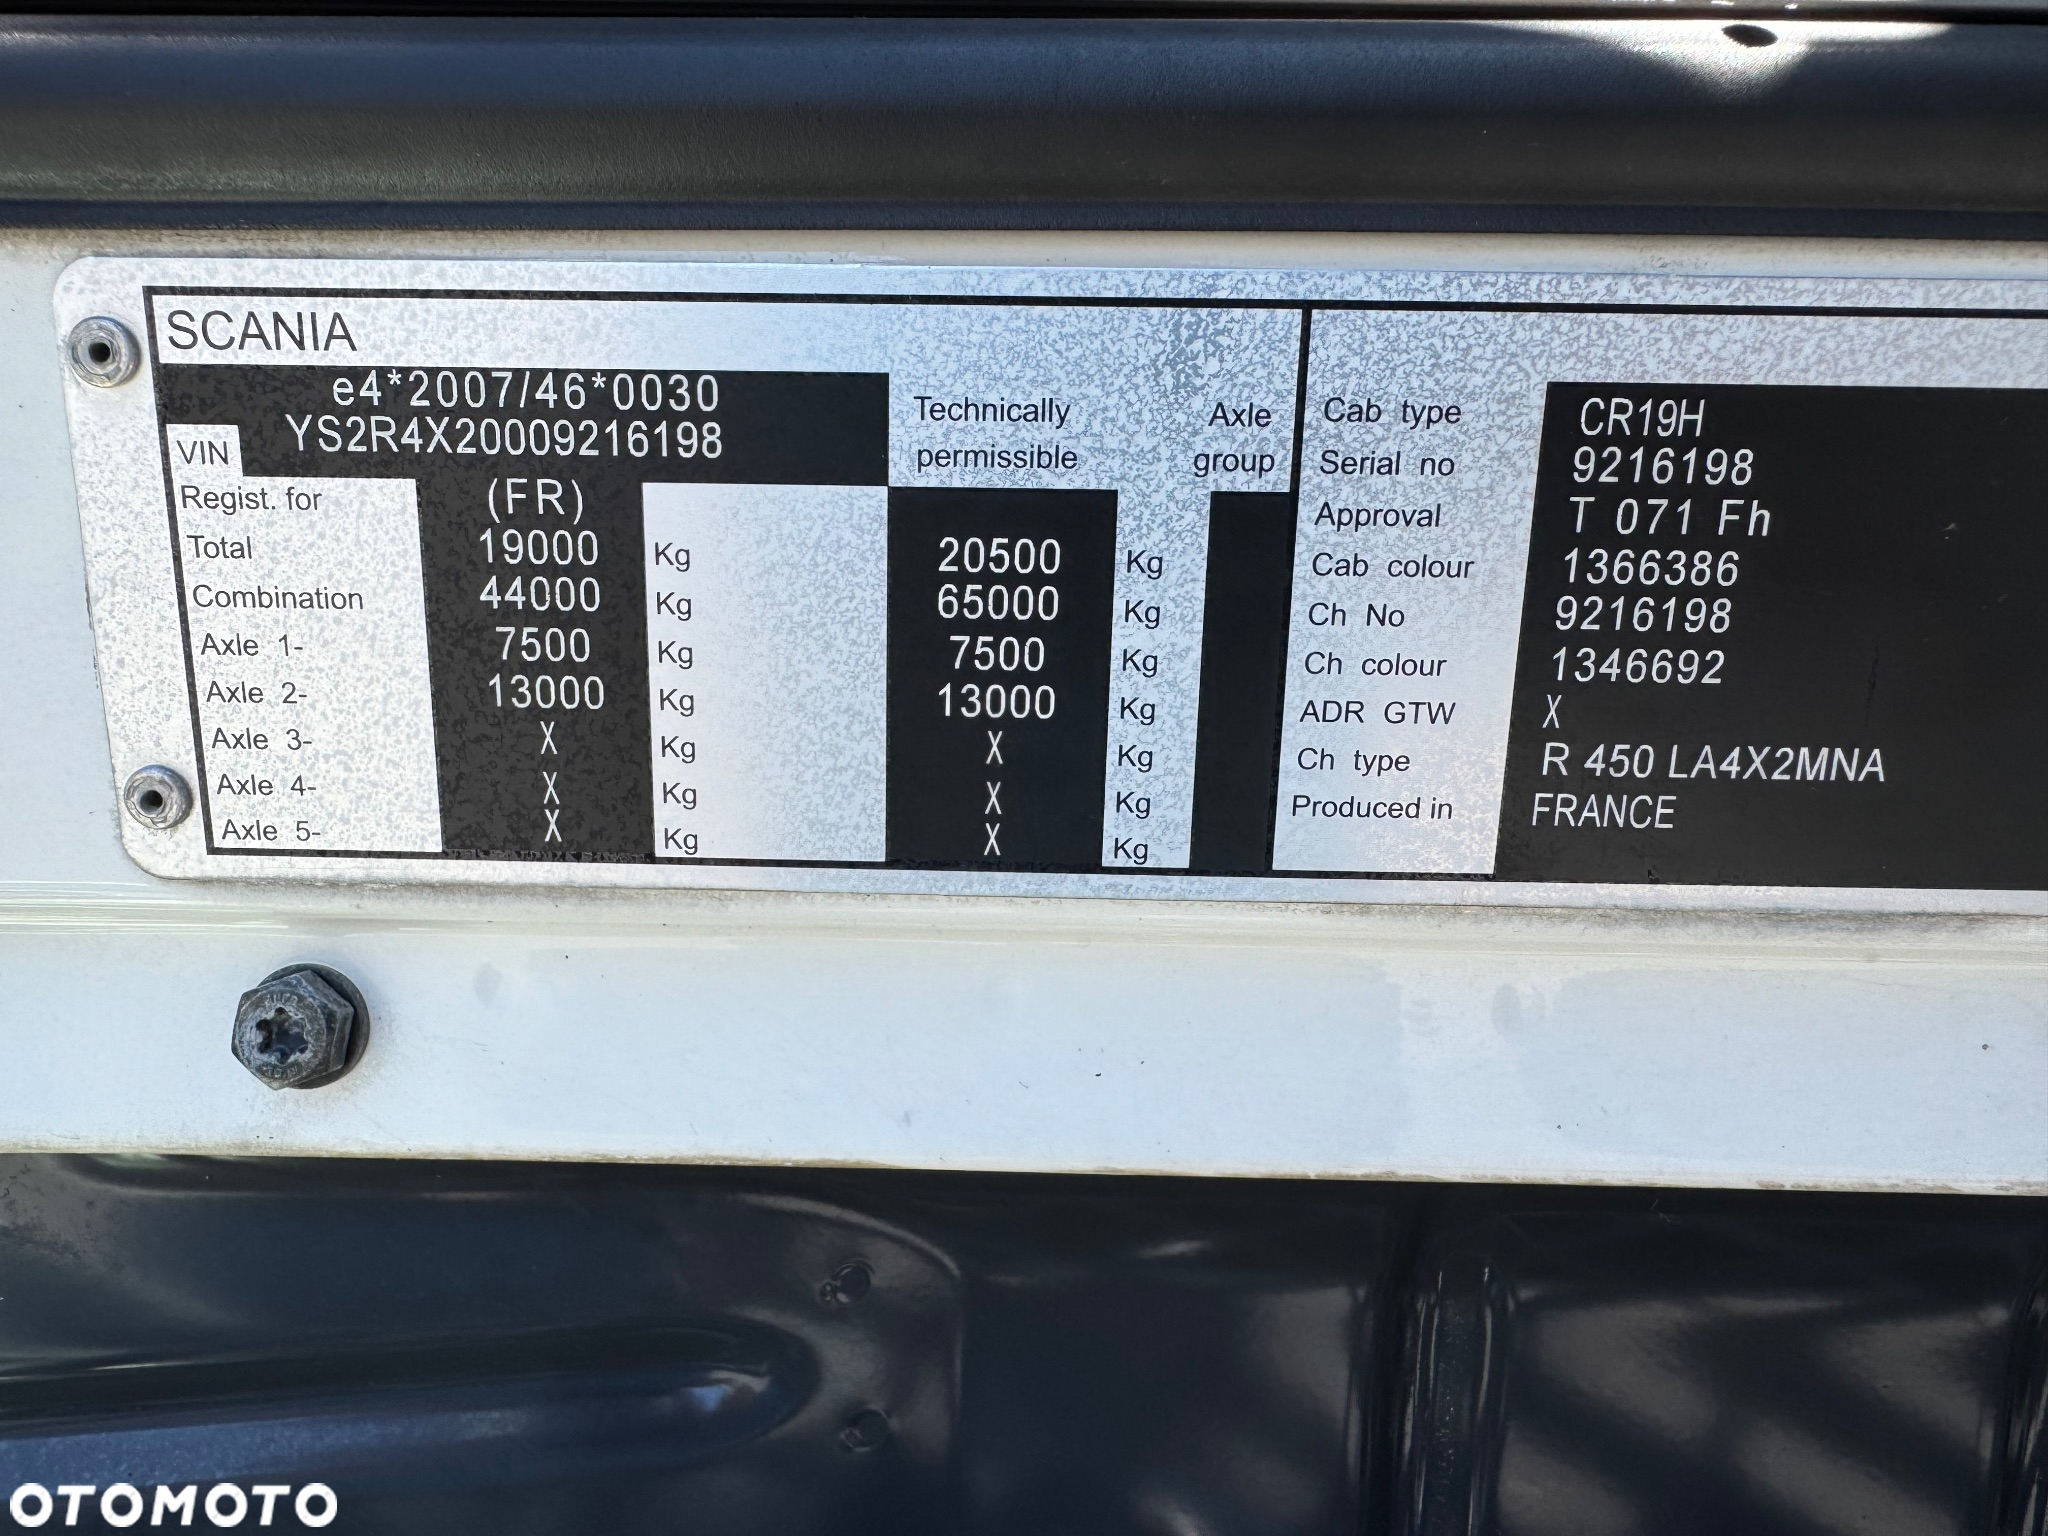 SCANIA
e4*2007/46*0030
VIN YS2R4X20009216198
Technically permissible
Axle group
Regist. for (FR)
Total 19000 Kg 20500 Kg
Combination 44000 Kg 65000 Kg
Axle 1- 7500 Kg 7500 Kg
Axle 2- 13000 Kg 13000 Kg
Axle 3- X Kg X Kg
Axle 4- X Kg X Kg
Axle 5- X Kg X Kg
Cab type CR19H
Serial no 9216198
Approval T 071 Fh
Cab colour 1366386
Ch No 9216198
Ch colour 1346692
ADR GTW X
Ch type R 450 LA4X2MNA
Produced in FRANCE
OTOMOTO